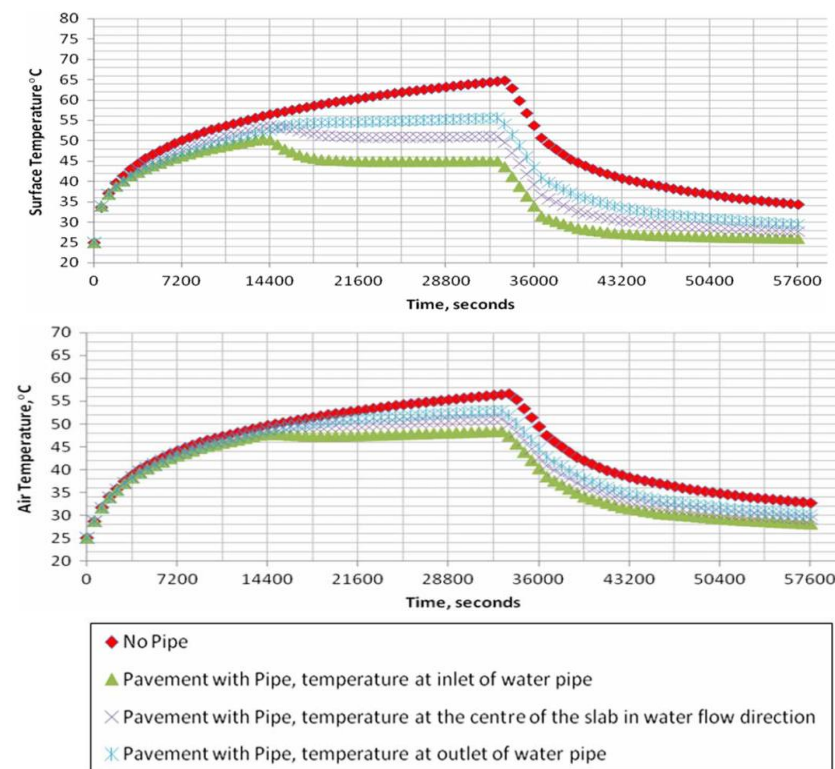 80
75
70
65
60
55
50
45
40
35
30
25
20
Surface Temperature°C
0 7200 14400 21600 28800 36000 43200 50400 57600
Time, seconds
70
65
60
55
50
45
40
35
30
25
20
Air Temperature,°C
0 7200 14400 21600 28800 36000 43200 50400 57600
Time, seconds
No Pipe
Pavement with Pipe, temperature at inlet of water pipe
Pavement with Pipe, temperature at the centre of the slab in water flow direction
Pavement with Pipe, temperature at outlet of water pipe